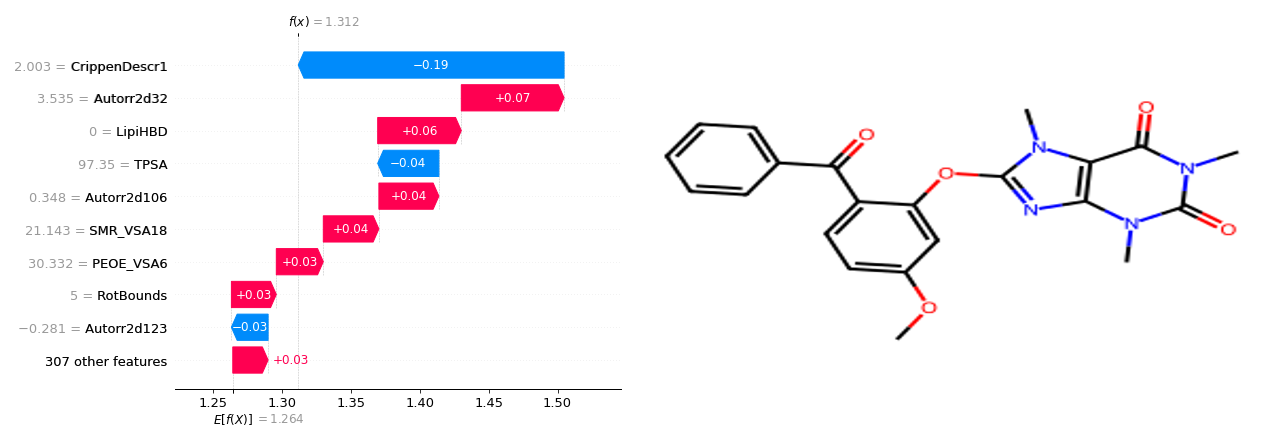 f(x) = 1.312
2.003 = CrippenDescr1
−0.19
3.535 = Autorr2d32
+0.07
0 = LipiHBD
+0.06
97.35 = TPSA
−0.04
0.348 = Autorr2d106
+0.04
21.143 = SMR_VSA18
+0.04
30.332 = PEOE_VSA6
+0.03
5 = RotBounds
+0.03
−0.281 = Autorr2d123
−0.03
307 other features
+0.03
1.25 1.30 1.35 1.40 1.45 1.50
E[f(X)] = 1.264
O
O
N
N
O
N
N
O
O